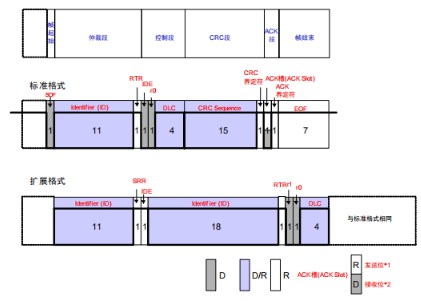 帧起始 仲裁段 控制段 CRC段 ACK段 帧结束
标准格式
RTR IDE r0 CRC界定符 ACK槽(ACK Slot) ACK界定符
SOF Identifier (ID) DLC CRC Sequence EOF
1 11 1 1 1 4 15 1 1 1 7
扩展格式
SRR IDE RTR r1 r0
Identifier (ID) Identifier (ID) DLC
11 1 1 18 1 1 1 4 与标准格式相同
D D/R R ACK槽(ACK Slot) R 发送位*1
D 接收位*2